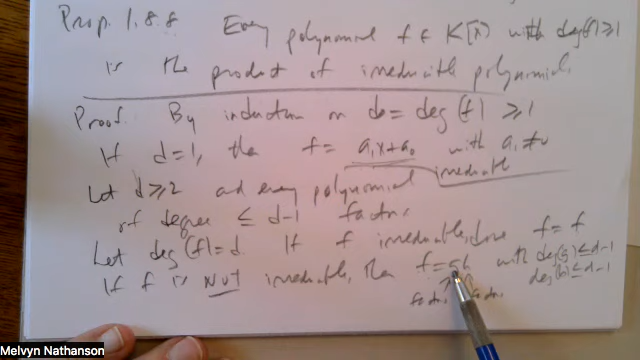 Prop. 1.8.8 Every polynomial f ∈ K[X] with deg(f) ≥ 1
is the product of irreducible polynomials
Proof. By induction on d = deg(f) ≥ 1
If d=1, then f = a₁x+a₀ with a₁≠0
irreducible
Let d≥2 and every polynomial
of degree ≤ d-1 factors
Let deg(f)=d. If f irreducible, done f = f
If f is NOT irreducible, then f=gh with deg(g)≤d-1
deg(h)≤d-1
factors factors
Melvyn Nathanson